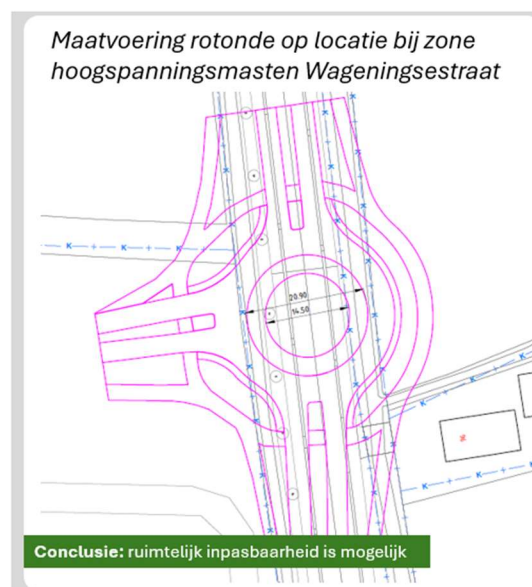 Maatvoering rotonde op locatie bij zone
hoogspanningsmasten Wageningsestraat
20.90
14.50
Conclusie: ruimtelijk inpasbaarheid is mogelijk